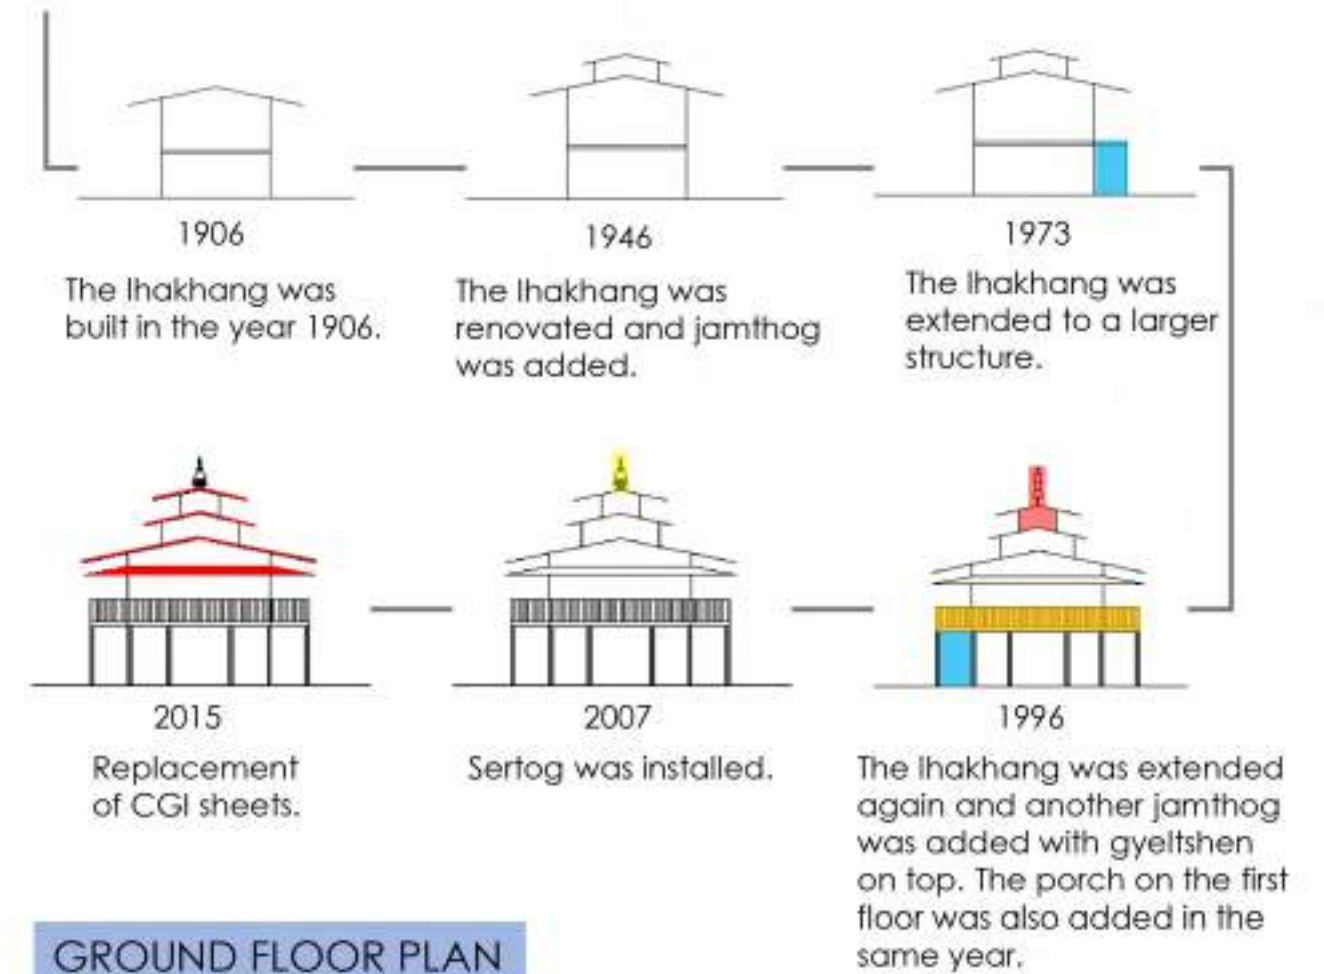 1906
The lhakhang was
built in the year 1906.
1946
The lhakhang was
renovated and jamthog
was added.
1973
The lhakhang was
extended to a larger
structure.
1996
The lhakhang was extended
again and another jamthog
was added with gyeltshen
on top. The porch on the first
floor was also added in the
same year.
2007
Sertog was installed.
2015
Replacement
of CGI sheets.
GROUND FLOOR PLAN